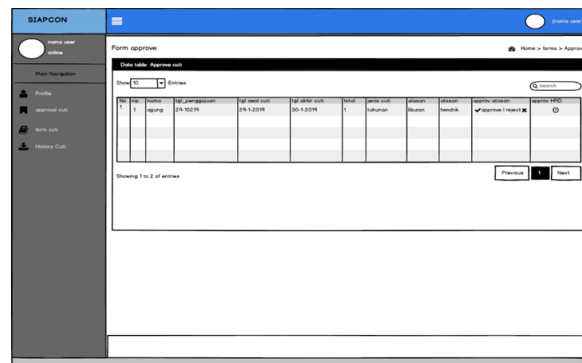 SIAPCON
[nama user
nama user
online
Form approve
Home > forms > Approv
Data table Approve cuti
Main Navigation
Show 10 Entries
search
Profile
approval cuti
form cuti
History Cuti
No nip nama tgl_pengajuan tgl awal cuti tgl akhir cuti total jenis cuti alasan atasan approv atasan approv HRD
1 1 agung 29-10219 29-1-2019 30-1-2019 1 tahunan liburan hendrik approve I reject
Showing 1 to 2 of entries
Previous 1 Next